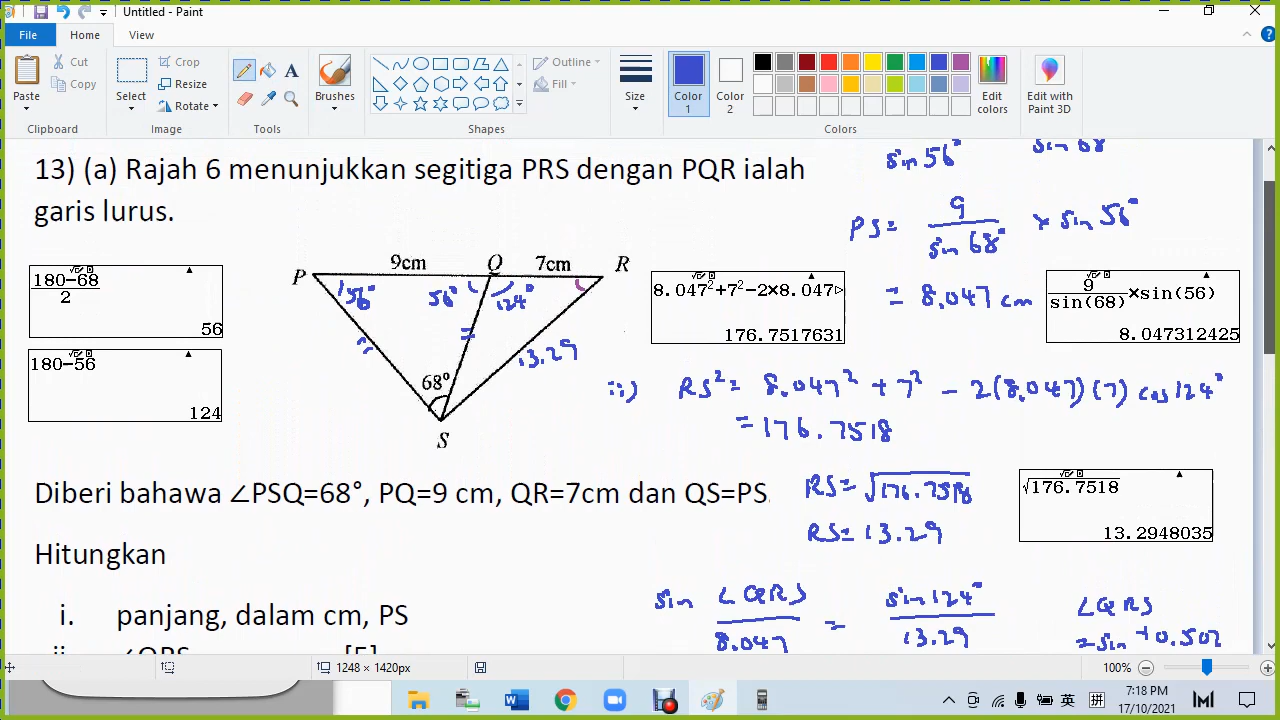 Untitled - Paint
File
Home
View
Paste
Cut
Copy
Clipboard
Select
Crop
Resize
Rotate
Image
Tools
Brushes
Shapes
Outline
Fill
Size
Color 1
Color 2
Colors
Edit colors
Edit with Paint 3D
13) (a) Rajah 6 menunjukkan segitiga PRS dengan PQR ialah
garis lurus.
180-68
2
56
180-56
124
P
9cm
Q
7cm
R
56°
56°
124°
13.29
68°
S
sin 56°
sin 68°
PS = 9 / sin 68° × sin 56°
= 8.047 cm
8.047²+7²-2×8.047
176.7517631
9
sin(68) ×sin(56)
8.047312425
ii) RS² = 8.047² + 7² - 2(8.047)(7) cos 124°
= 176.7518
RS = √176.7518
RS = 13.29
√176.7518
13.2948035
Diberi bahawa ∠PSQ=68°, PQ=9 cm, QR=7cm dan QS=PS.
Hitungkan
i. panjang, dalam cm, PS
[5]
sin ∠QRS / 8.047 = sin 124° / 13.29
∠QRS
= sin⁻¹ 0.502
1248 × 1420px
100%
7:18 PM
17/10/2021